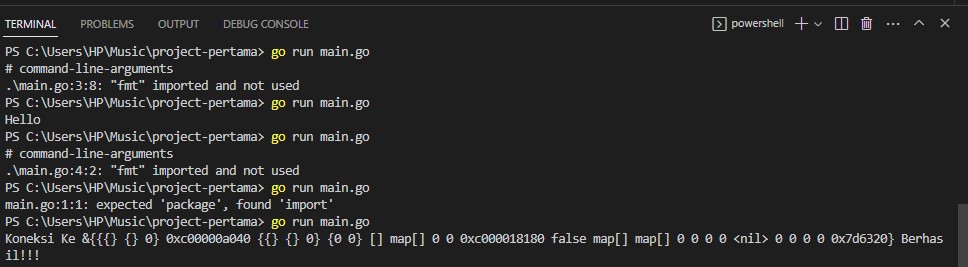 TERMINAL PROBLEMS OUTPUT DEBUG CONSOLE powershell
PS C:\Users\HP\Music\project-pertama> go run main.go
# command-line-arguments
.\main.go:3:8: "fmt" imported and not used
PS C:\Users\HP\Music\project-pertama> go run main.go
Hello
PS C:\Users\HP\Music\project-pertama> go run main.go
# command-line-arguments
.\main.go:4:2: "fmt" imported and not used
PS C:\Users\HP\Music\project-pertama> go run main.go
main.go:1:1: expected 'package', found 'import'
PS C:\Users\HP\Music\project-pertama> go run main.go
Koneksi Ke &{{{} {} 0} 0xc00000a040 {{} {} 0} {0 0} [] map[] 0 0 0xc000018180 false map[] map[] 0 0 0 0 <nil> 0 0 0 0 0x7d6320} Berhas
il!!!